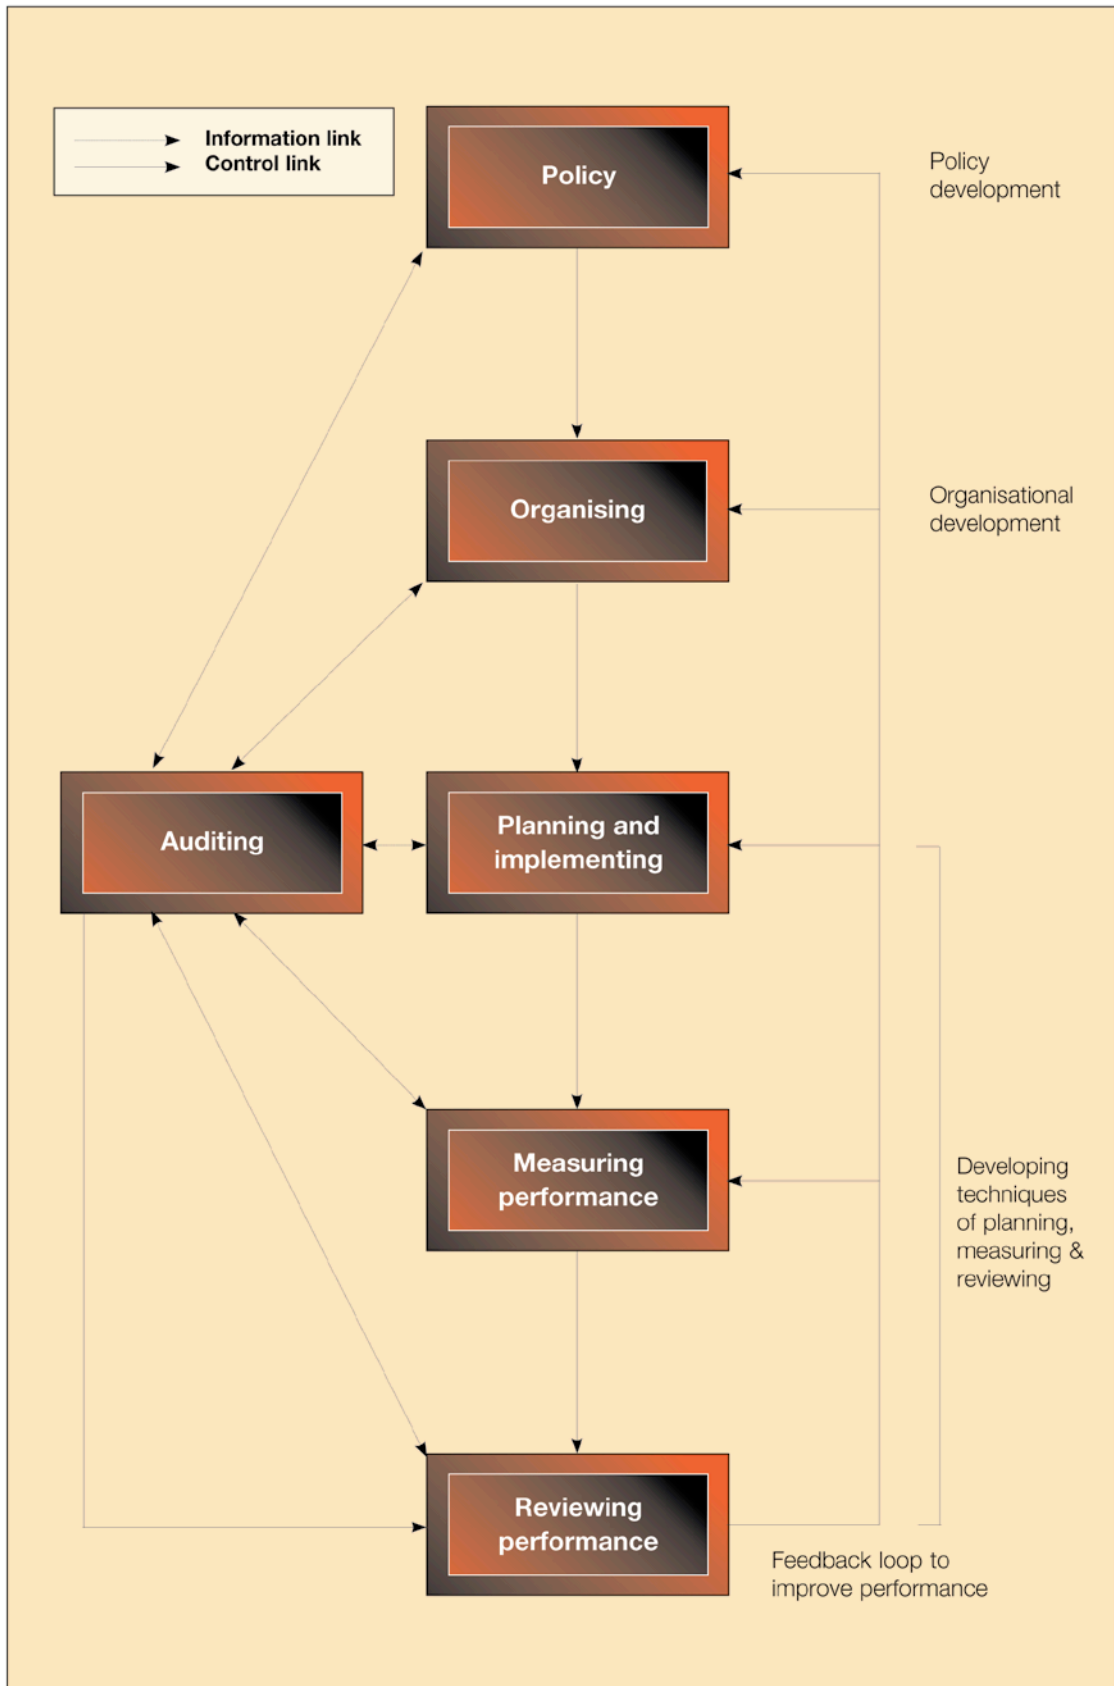 Information link
Control link
Policy
Policy
development
Organising
Organisational
development
Auditing
Planning and
implementing
Measuring
performance
Developing
techniques
of planning,
measuring &
reviewing
Reviewing
performance
Feedback loop to
improve performance